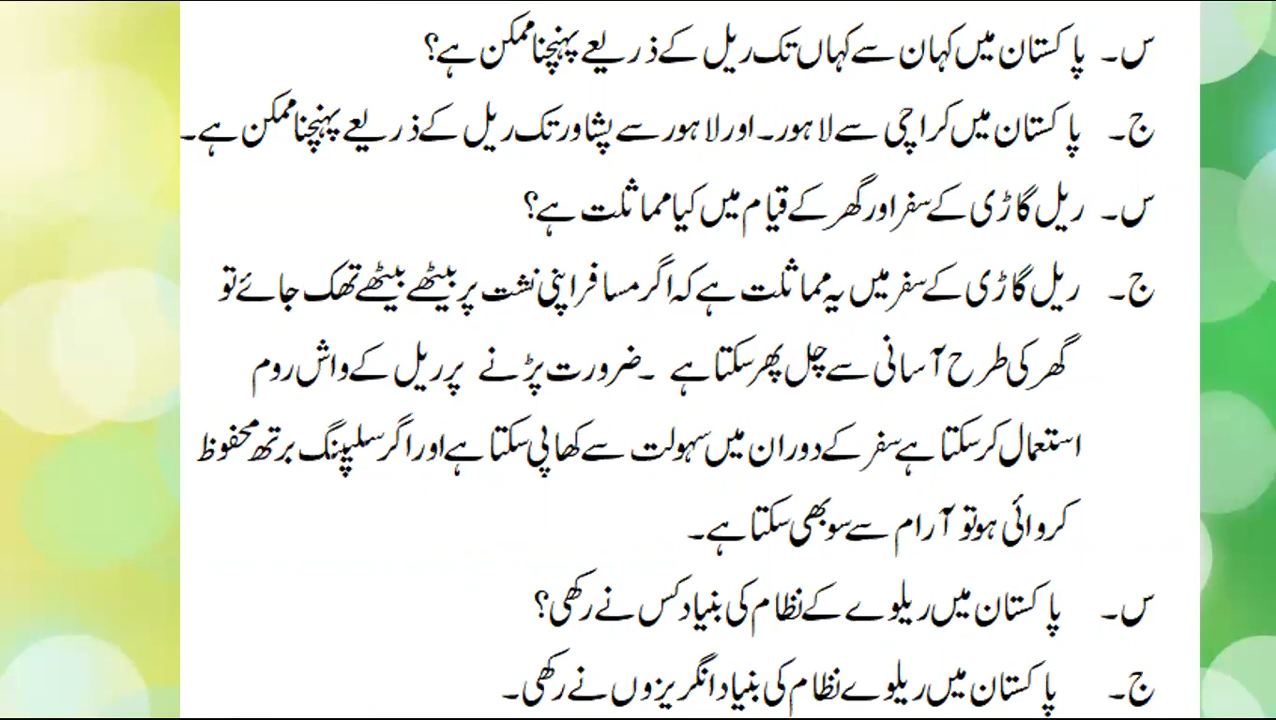 س۔ پاکستان میں کہان سے کہاں تک ریل کے ذریعے پہنچنا ممکن ہے؟
ج۔ پاکستان میں کراچی سے لاہور۔ اور لاہور سے پشاور تک ریل کے ذریعے پہنچنا ممکن ہے۔
س۔ ریل گاڑی کے سفر اور گھر کے قیام میں کیا مماثلت ہے؟
ج۔ ریل گاڑی کے سفر میں یہ مماثلت ہے کہ اگر مسافر اپنی نشت پر بیٹھے بیٹھے تھک جائے تو
گھر کی طرح آسانی سے چل پھر سکتا ہے ۔ ضرورت پڑنے پر ریل کے واش روم
استعمال کر سکتا ہے سفر کے دوران میں سہولت سے کھا پی سکتا ہے اور اگر سلیپنگ برتھ محفوظ
کروائی ہو تو آرام سے سو بھی سکتا ہے۔
س۔ پاکستان میں ریلوے کے نظام کی بنیاد کس نے رکھی؟
ج۔ پاکستان میں ریلوے نظام کی بنیاد انگریزوں نے رکھی۔